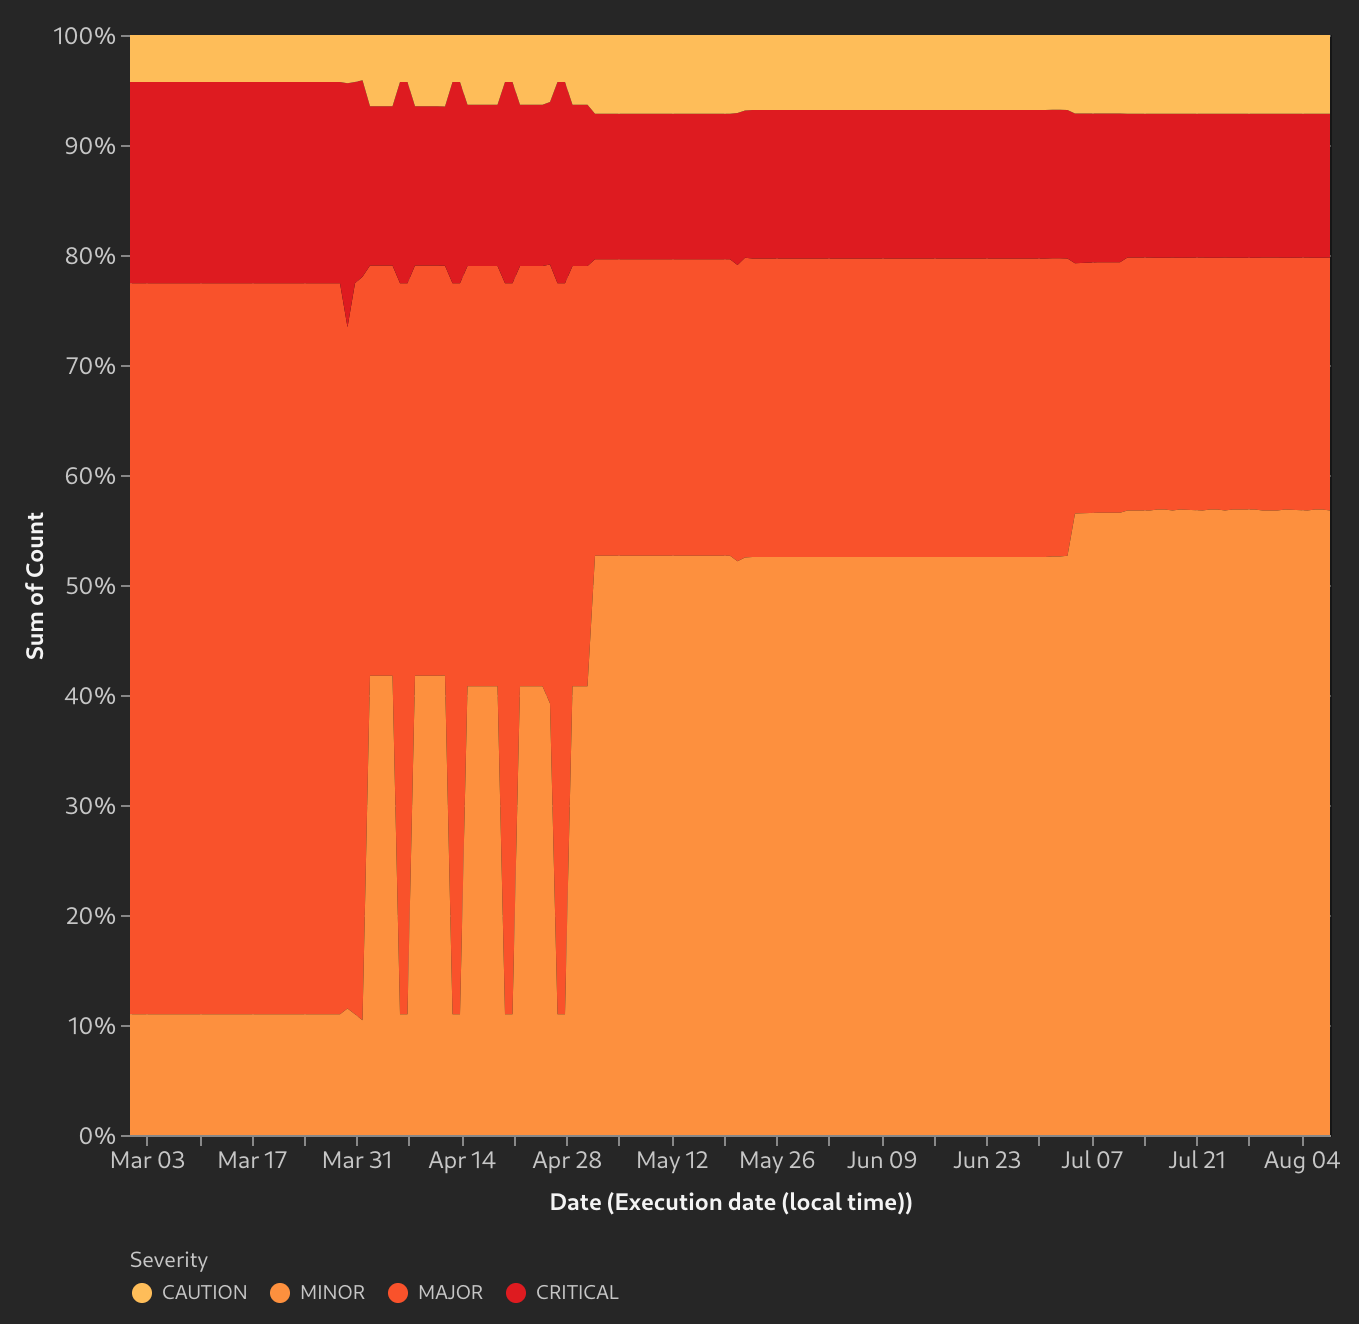 100%
90%
80%
70%
60%
50%
40%
30%
20%
10%
0%
Sum of Count
Mar 03 Mar 17 Mar 31 Apr 14 Apr 28 May 12 May 26 Jun 09 Jun 23 Jul 07 Jul 21 Aug 04
Date (Execution date (local time))
Severity
CAUTION MINOR MAJOR CRITICAL